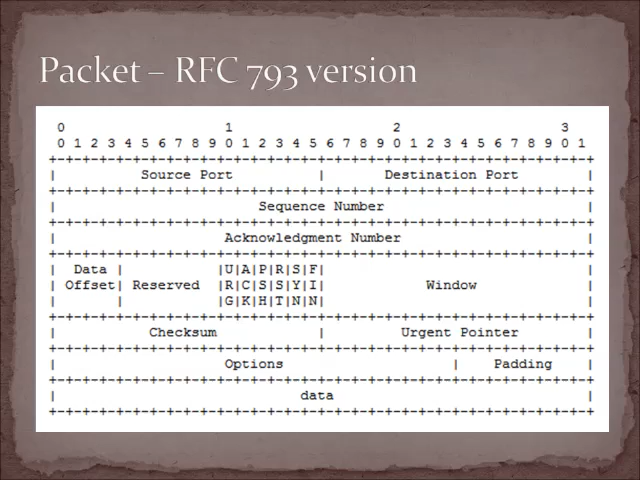 Packet – RFC 793 version
0                   1                   2                   3
0 1 2 3 4 5 6 7 8 9 0 1 2 3 4 5 6 7 8 9 0 1 2 3 4 5 6 7 8 9 0 1
+-+-+-+-+-+-+-+-+-+-+-+-+-+-+-+-+-+-+-+-+-+-+-+-+-+-+-+-+-+-+-+-+
|          Source Port          |       Destination Port        |
+-+-+-+-+-+-+-+-+-+-+-+-+-+-+-+-+-+-+-+-+-+-+-+-+-+-+-+-+-+-+-+-+
|                        Sequence Number                        |
+-+-+-+-+-+-+-+-+-+-+-+-+-+-+-+-+-+-+-+-+-+-+-+-+-+-+-+-+-+-+-+-+
|                    Acknowledgment Number                      |
+-+-+-+-+-+-+-+-+-+-+-+-+-+-+-+-+-+-+-+-+-+-+-+-+-+-+-+-+-+-+-+-+
|  Data |           |U|A|P|R|S|F|                               |
| Offset| Reserved  |R|C|S|S|Y|I|            Window             |
|       |           |G|K|H|T|N|N|                               |
+-+-+-+-+-+-+-+-+-+-+-+-+-+-+-+-+-+-+-+-+-+-+-+-+-+-+-+-+-+-+-+-+
|           Checksum            |         Urgent Pointer        |
+-+-+-+-+-+-+-+-+-+-+-+-+-+-+-+-+-+-+-+-+-+-+-+-+-+-+-+-+-+-+-+-+
|                    Options                    |    Padding    |
+-+-+-+-+-+-+-+-+-+-+-+-+-+-+-+-+-+-+-+-+-+-+-+-+-+-+-+-+-+-+-+-+
|                             data                              |
+-+-+-+-+-+-+-+-+-+-+-+-+-+-+-+-+-+-+-+-+-+-+-+-+-+-+-+-+-+-+-+-+